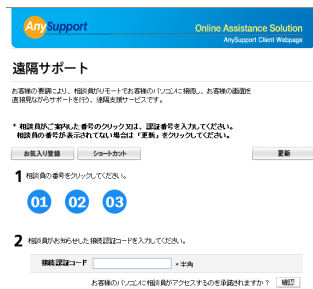 AnySupport
Online Assistance Solution
AnySupport Client Webpage
遠隔サポート
お客様の要請により、相談員がリモートでお客様のパソコンに接続し、お客様の画面を
直接見ながらサポートを行う、遠隔支援サービスです。
* 相談員がご案内した番号のクリック又は、認証番号を入力してください。
相談員の番号が表示されてない場合は「更新」をクリックしてください。
お気入り登録 ショートカット 更新
1 相談員の番号をクリックしてください。
01 02 03
2 相談員がお知らせした接続認証コードを入力してください。
接続認証コード * 半角
お客様のパソコンに相談員がアクセスするのを承諾されますか？ 確認